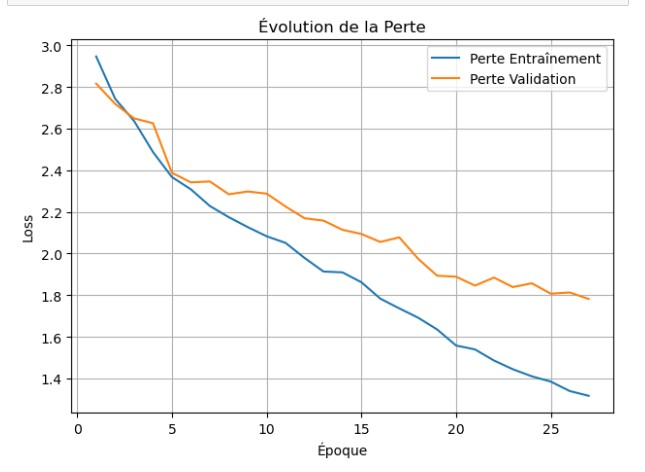 Évolution de la Perte
Perte Entraînement
Perte Validation
3.0
2.8
2.6
2.4
2.2
2.0
1.8
1.6
1.4
Loss
0 5 10 15 20 25
Époque